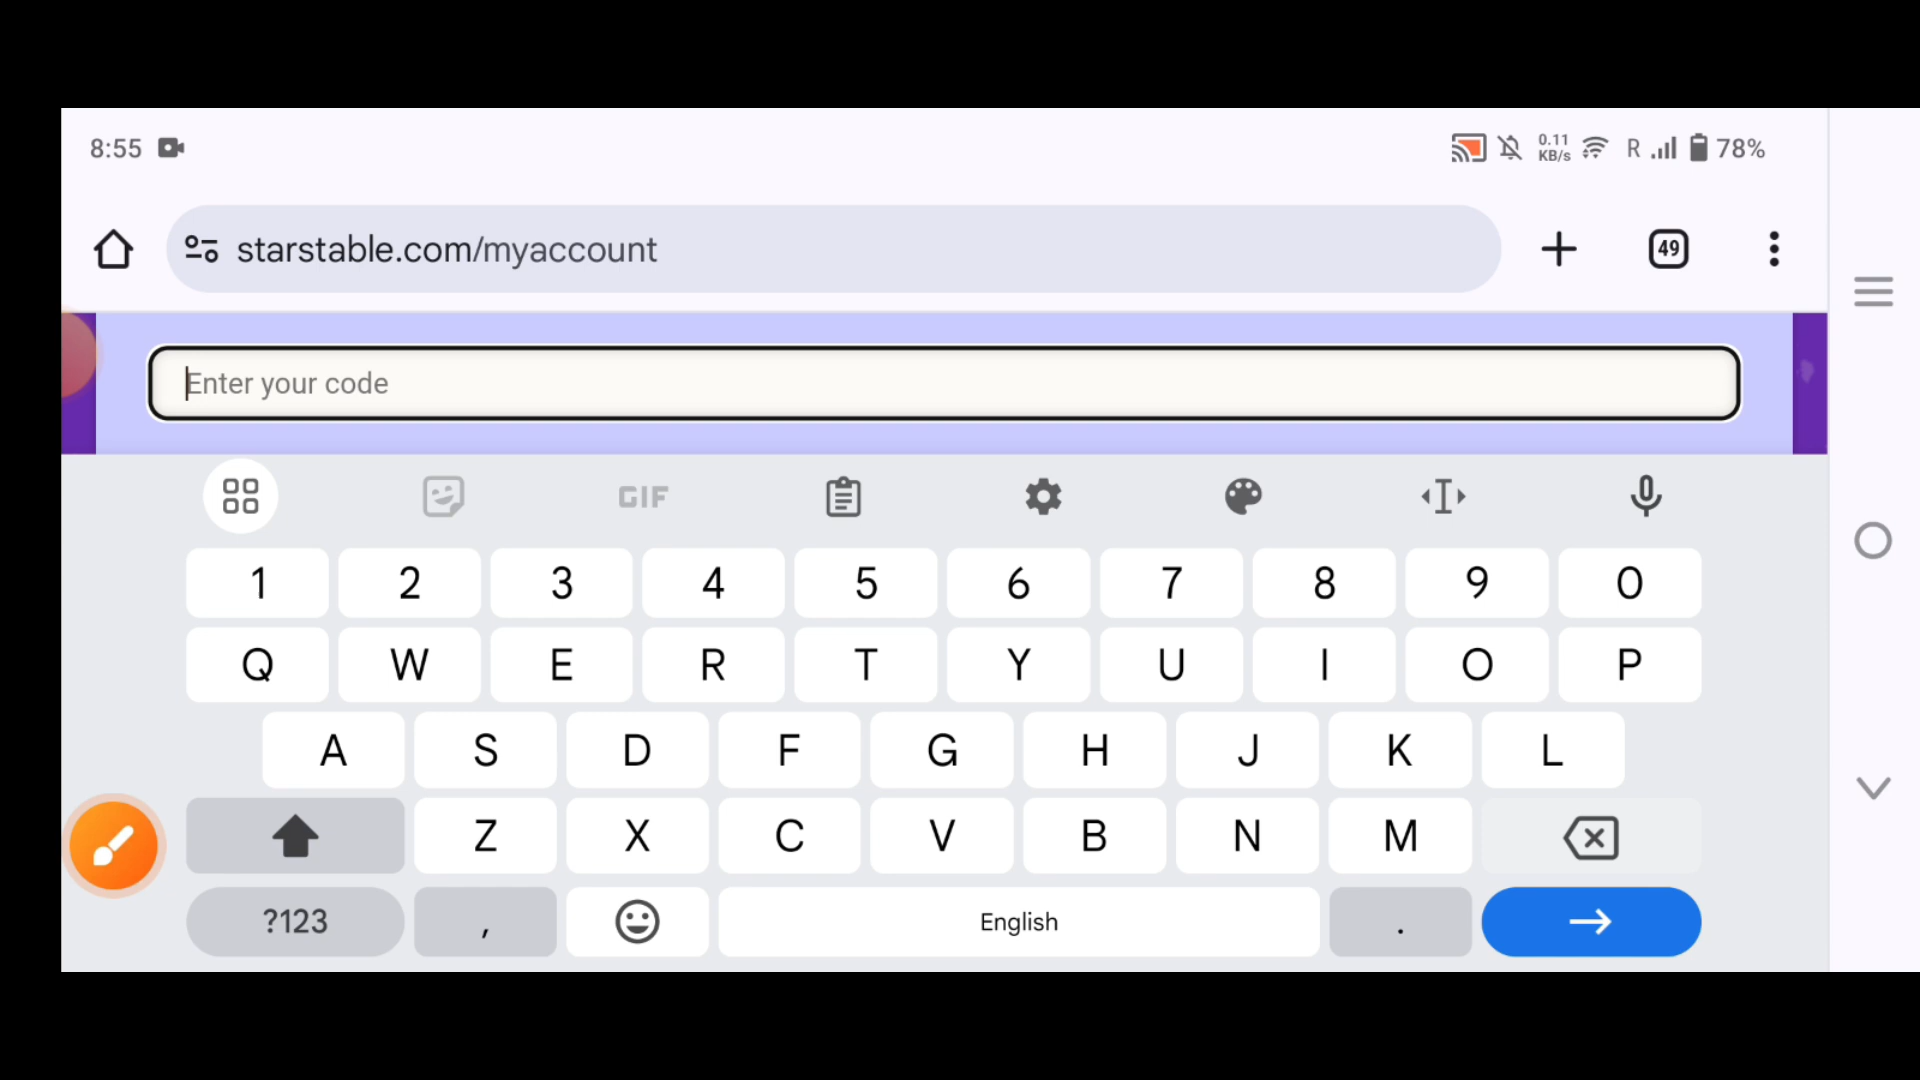 8:55 0.11 KB/s R 78%
starstable.com/myaccount 49
Enter your code
GIF
1 2 3 4 5 6 7 8 9 0
Q W E R T Y U I O P
A S D F G H J K L
Z X C V B N M
?123 , English .